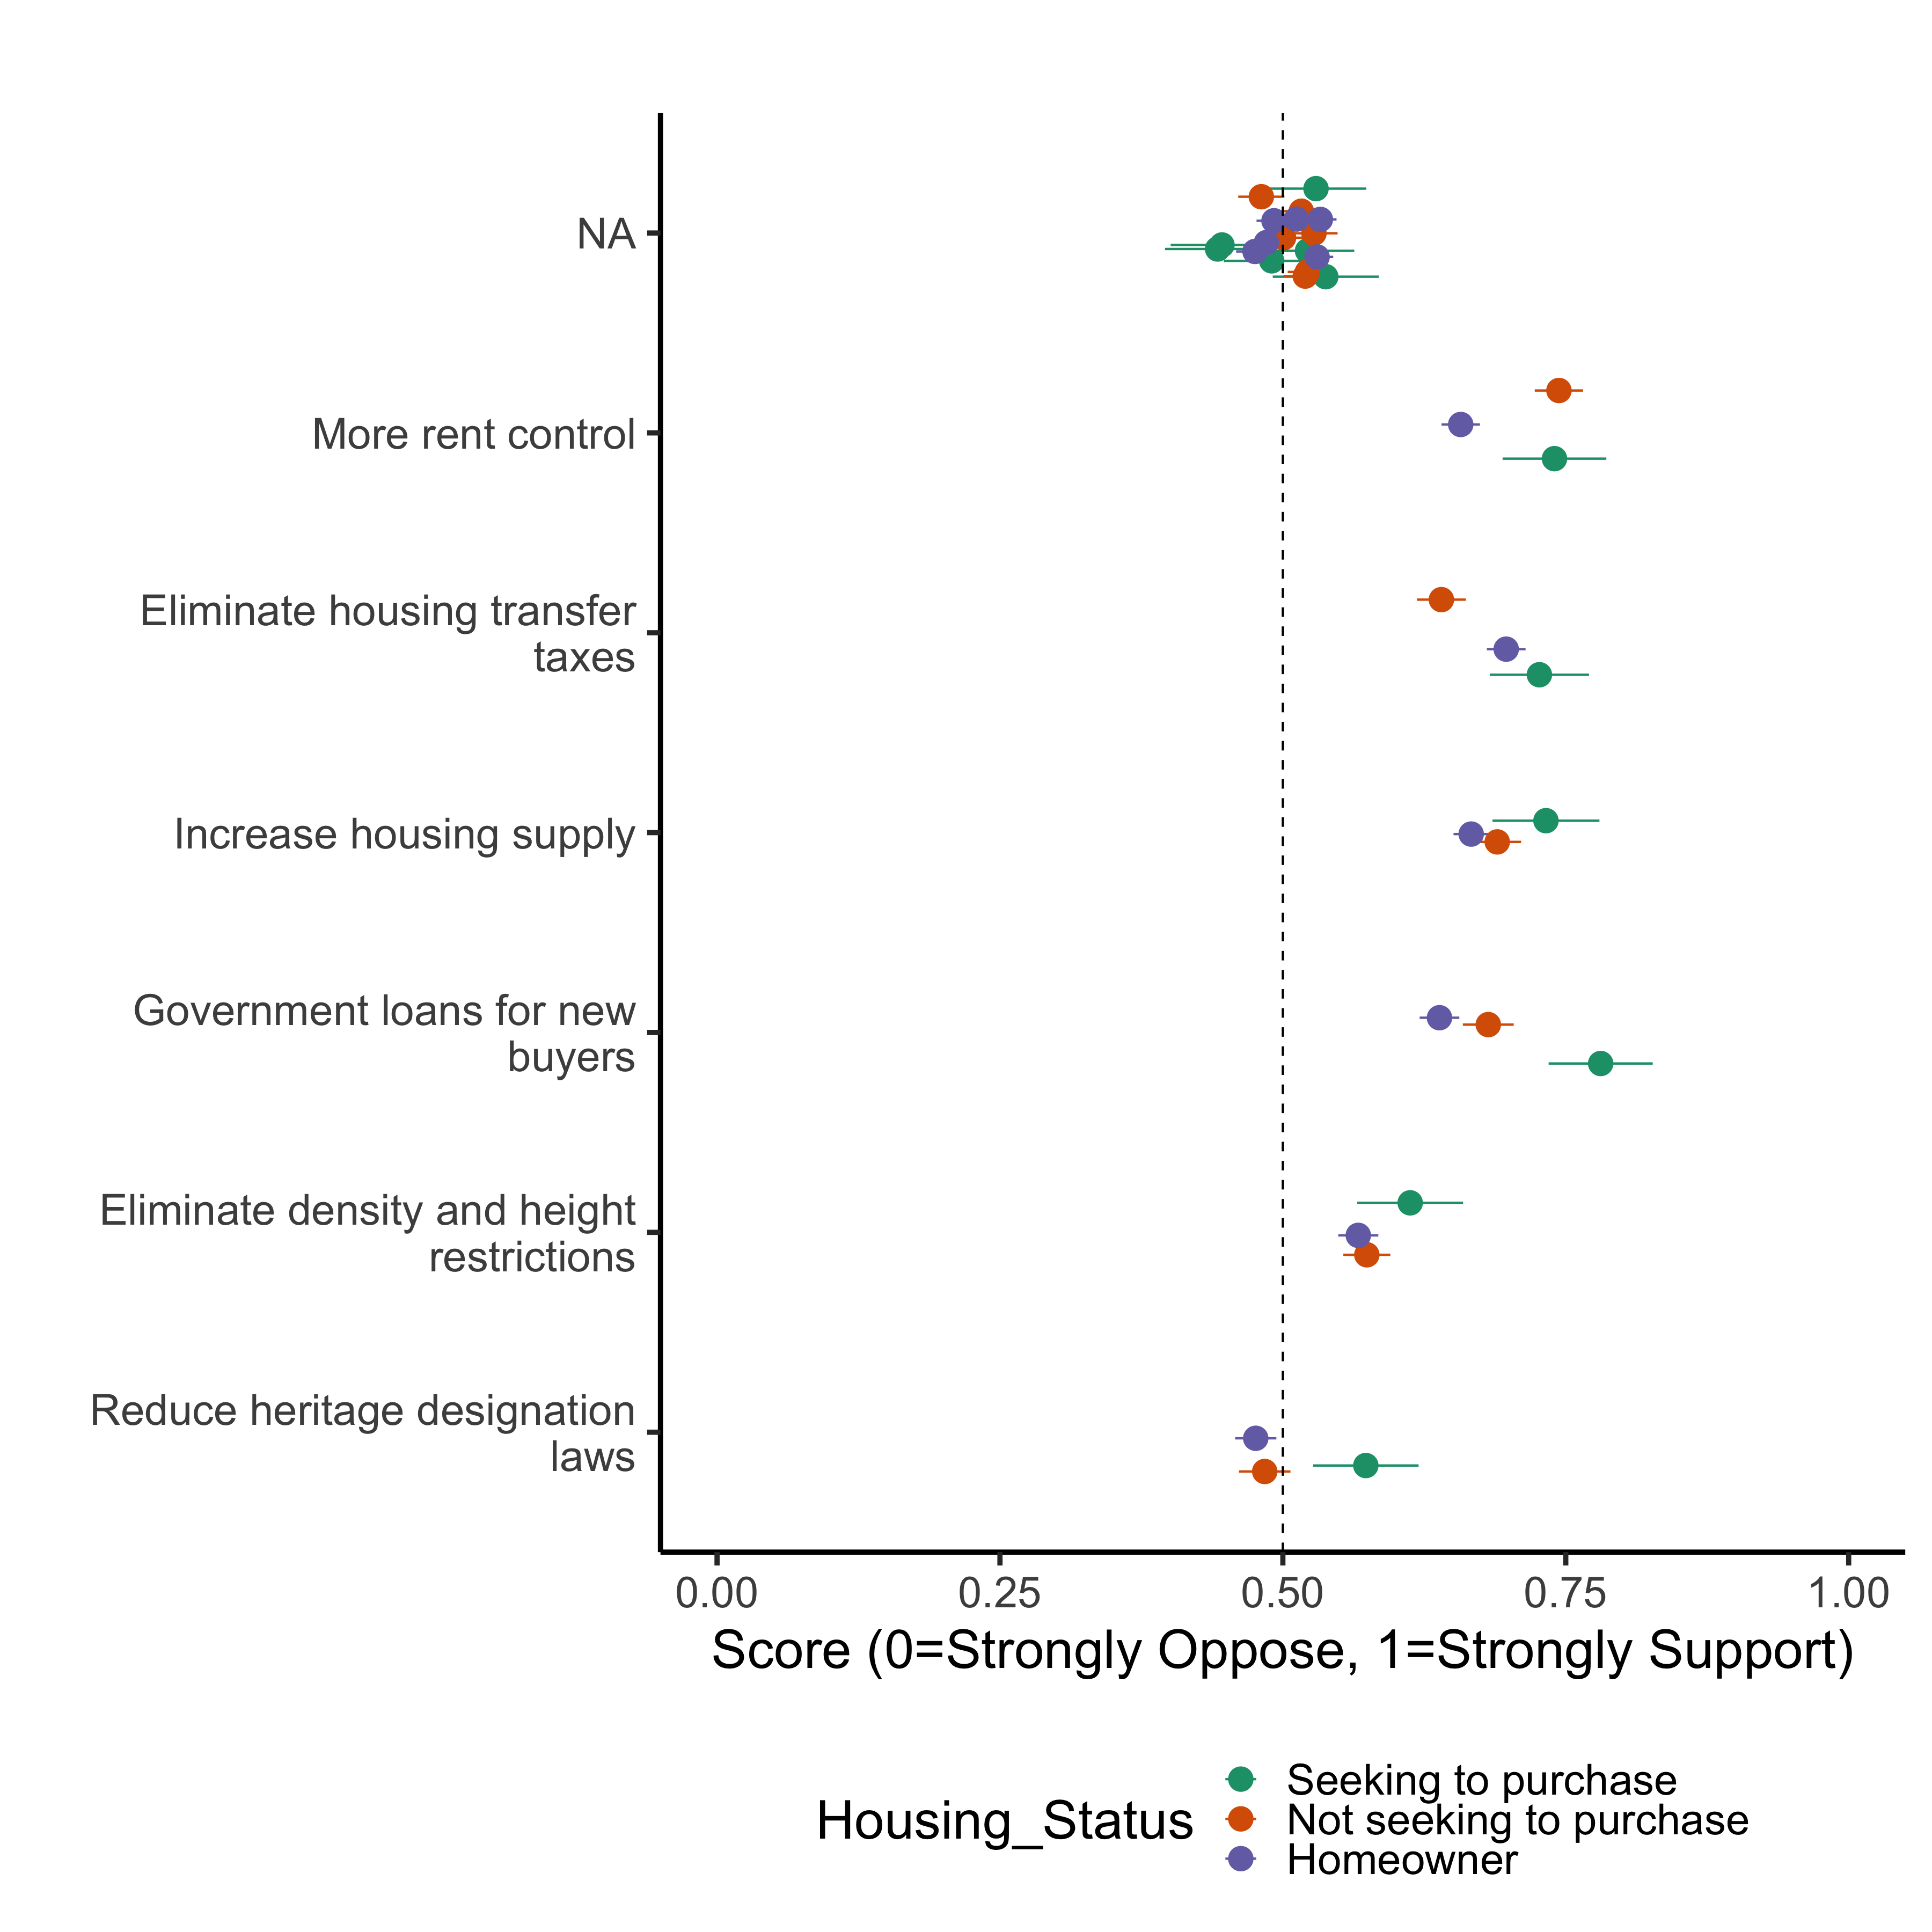 NA
More rent control
Eliminate housing transfer
taxes
Increase housing supply
Government loans for new
buyers
Eliminate density and height
restrictions
Reduce heritage designation
laws
0.00 0.25 0.50 0.75 1.00
Score (0=Strongly Oppose, 1=Strongly Support)
Housing_Status
Seeking to purchase
Not seeking to purchase
Homeowner